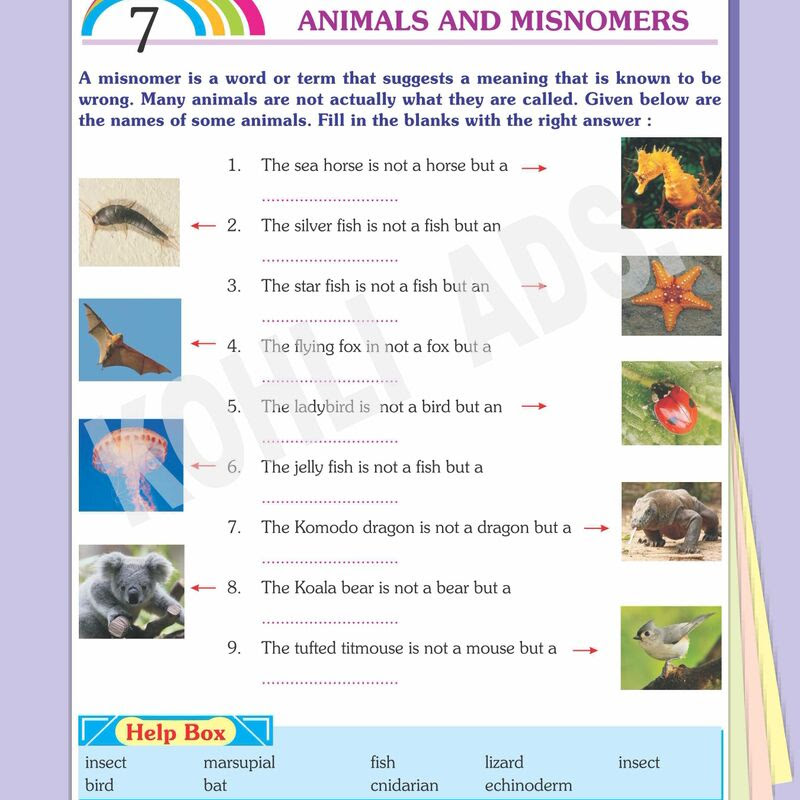 7
ANIMALS AND MISNOMERS
A misnomer is a word or term that suggests a meaning that is known to be
wrong. Many animals are not actually what they are called. Given below are
the names of some animals. Fill in the blanks with the right answer :
1. The sea horse is not a horse but a
..............................
2. The silver fish is not a fish but an
..............................
3. The star fish is not a fish but an
..............................
4. The flying fox in not a fox but a
..............................
5. The ladybird is not a bird but an
..............................
6. The jelly fish is not a fish but a
..............................
7. The Komodo dragon is not a dragon but a
..............................
8. The Koala bear is not a bear but a
..............................
9. The tufted titmouse is not a mouse but a
..............................
KOHLI ADS.
Help Box
insect marsupial fish lizard insect
bird bat cnidarian echinoderm